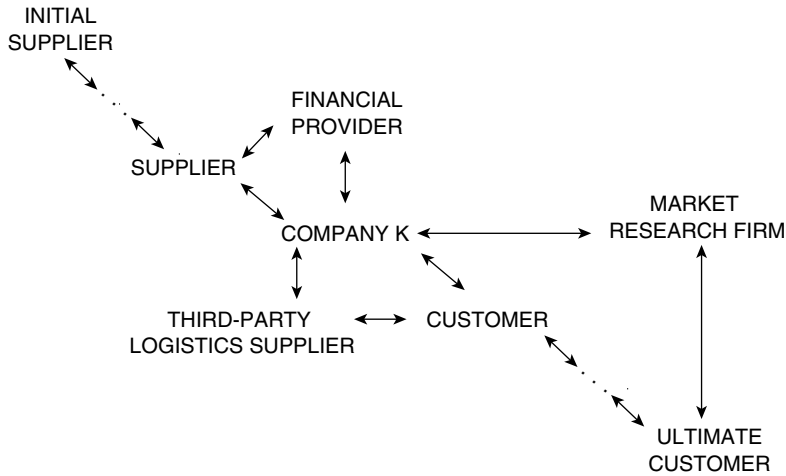 INITIAL
SUPPLIER
FINANCIAL
PROVIDER
SUPPLIER
MARKET
RESEARCH FIRM
COMPANY K
THIRD-PARTY
LOGISTICS SUPPLIER
CUSTOMER
ULTIMATE
CUSTOMER